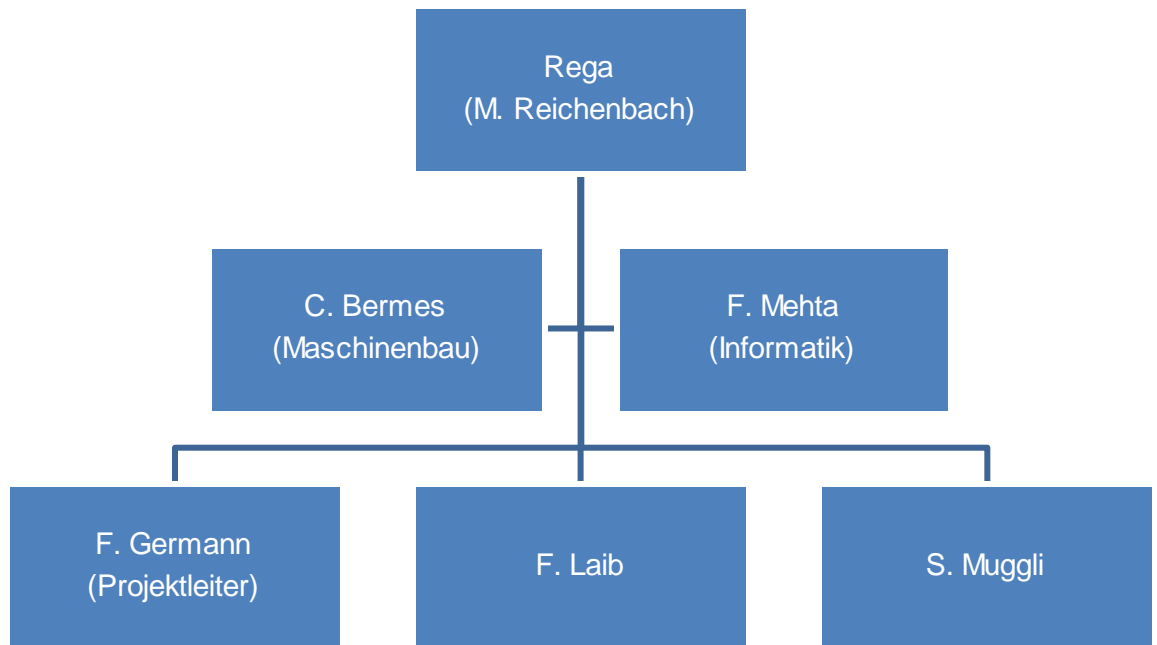 Rega
(M. Reichenbach)
C. Bermes
(Maschinenbau)
F. Mehta
(Informatik)
F. Germann
(Projektleiter)
F. Laib
S. Muggli